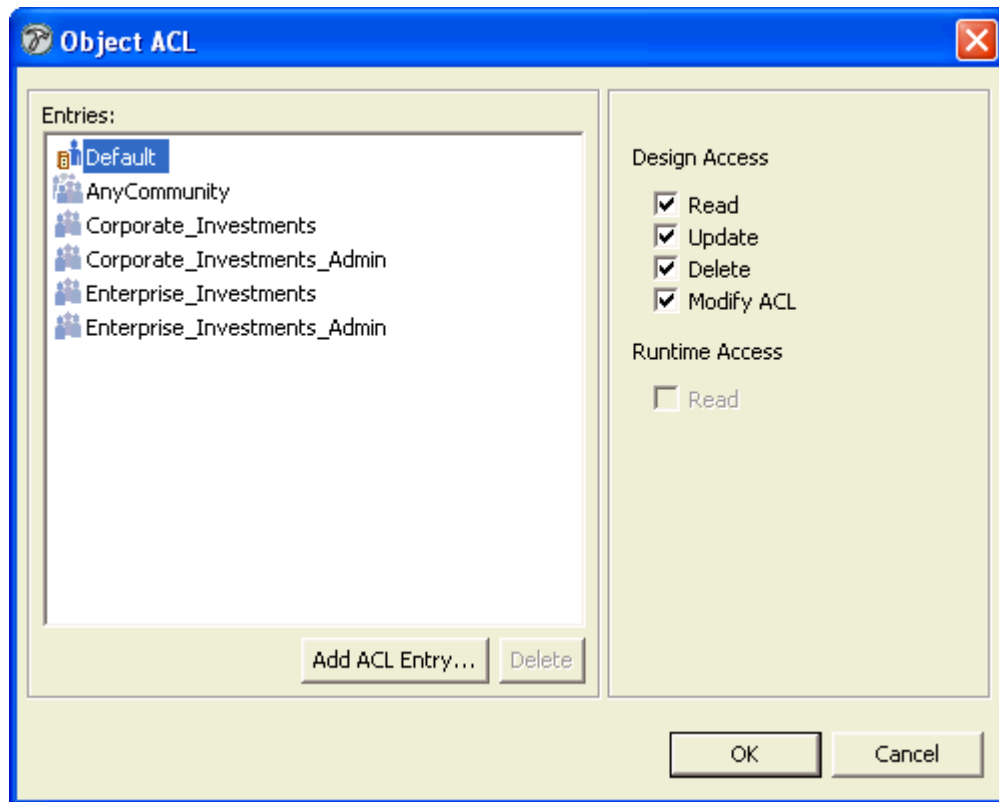 Object ACL
Entries:
Default
AnyCommunity
Corporate_Investments
Corporate_Investments_Admin
Enterprise_Investments
Enterprise_Investments_Admin
Add ACL Entry...
Delete
Design Access
Read
Update
Delete
Modify ACL
Runtime Access
Read
OK
Cancel